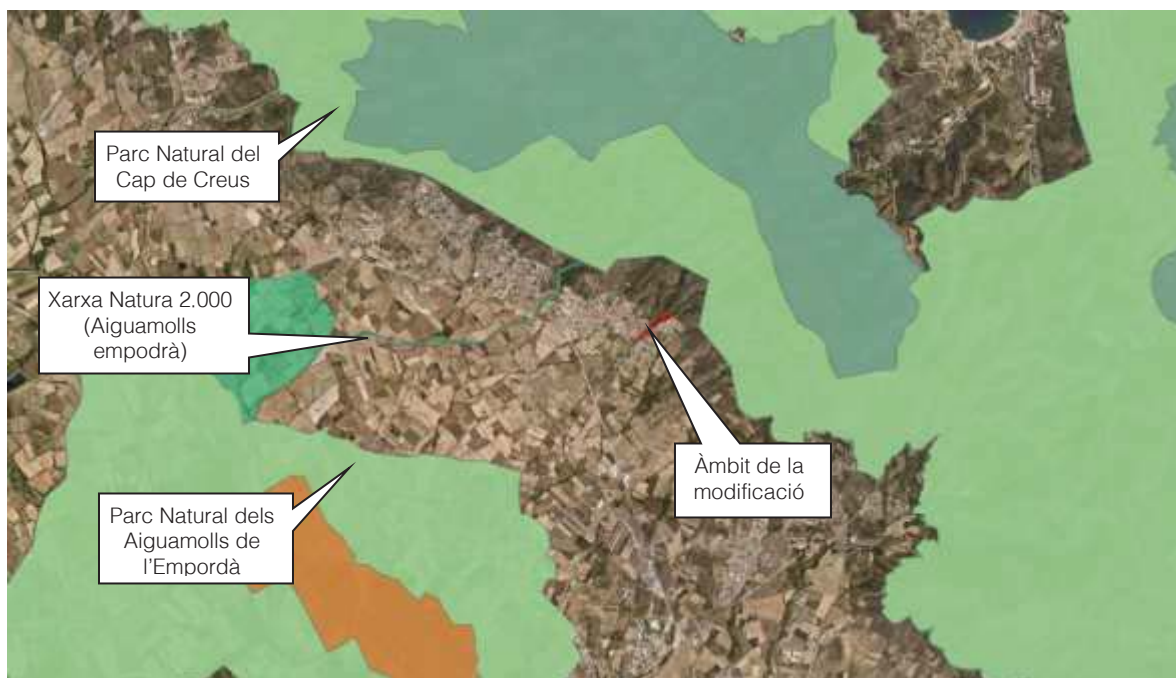 Parc Natural del
Cap de Creus
Xarxa Natura 2.000
(Aiguamolls
empodrà)
Àmbit de la
modificació
Parc Natural dels
Aiguamolls de
l'Empordà